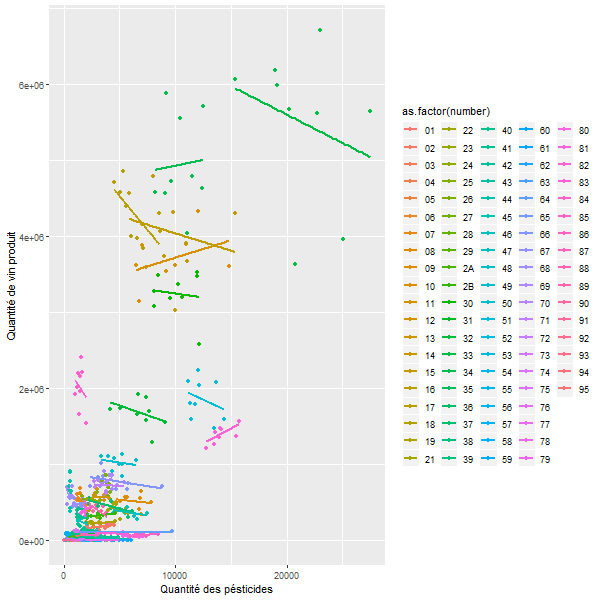 6e+06
4e+06
2e+06
0e+00
Quantité de vin produit
0
10000
20000
Quantité des péstìcides
as.factor(number)
01 22 40 60 80
02 23 41 61 81
03 24 42 62 82
04 25 43 63 83
05 26 44 64 84
06 27 45 65 85
07 28 46 66 86
08 29 47 67 87
09 2A 48 68 88
10 2B 49 69 89
11 30 50 70 90
12 31 51 71 91
13 32 52 72 92
14 33 53 73 93
15 34 54 74 94
16 35 55 75 95
17 36 56 76
18 37 57 77
19 38 58 78
21 39 59 79